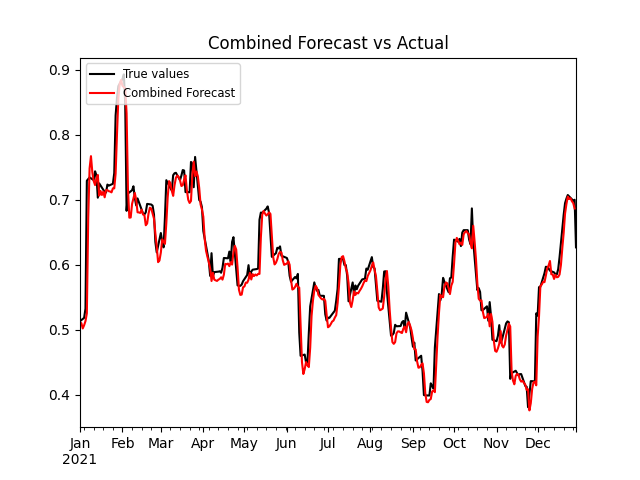 Combined Forecast vs Actual
True values
Combined Forecast
0.9
0.8
0.7
0.6
0.5
0.4
Jan Feb Mar Apr May Jun Jul Aug Sep Oct Nov Dec
2021